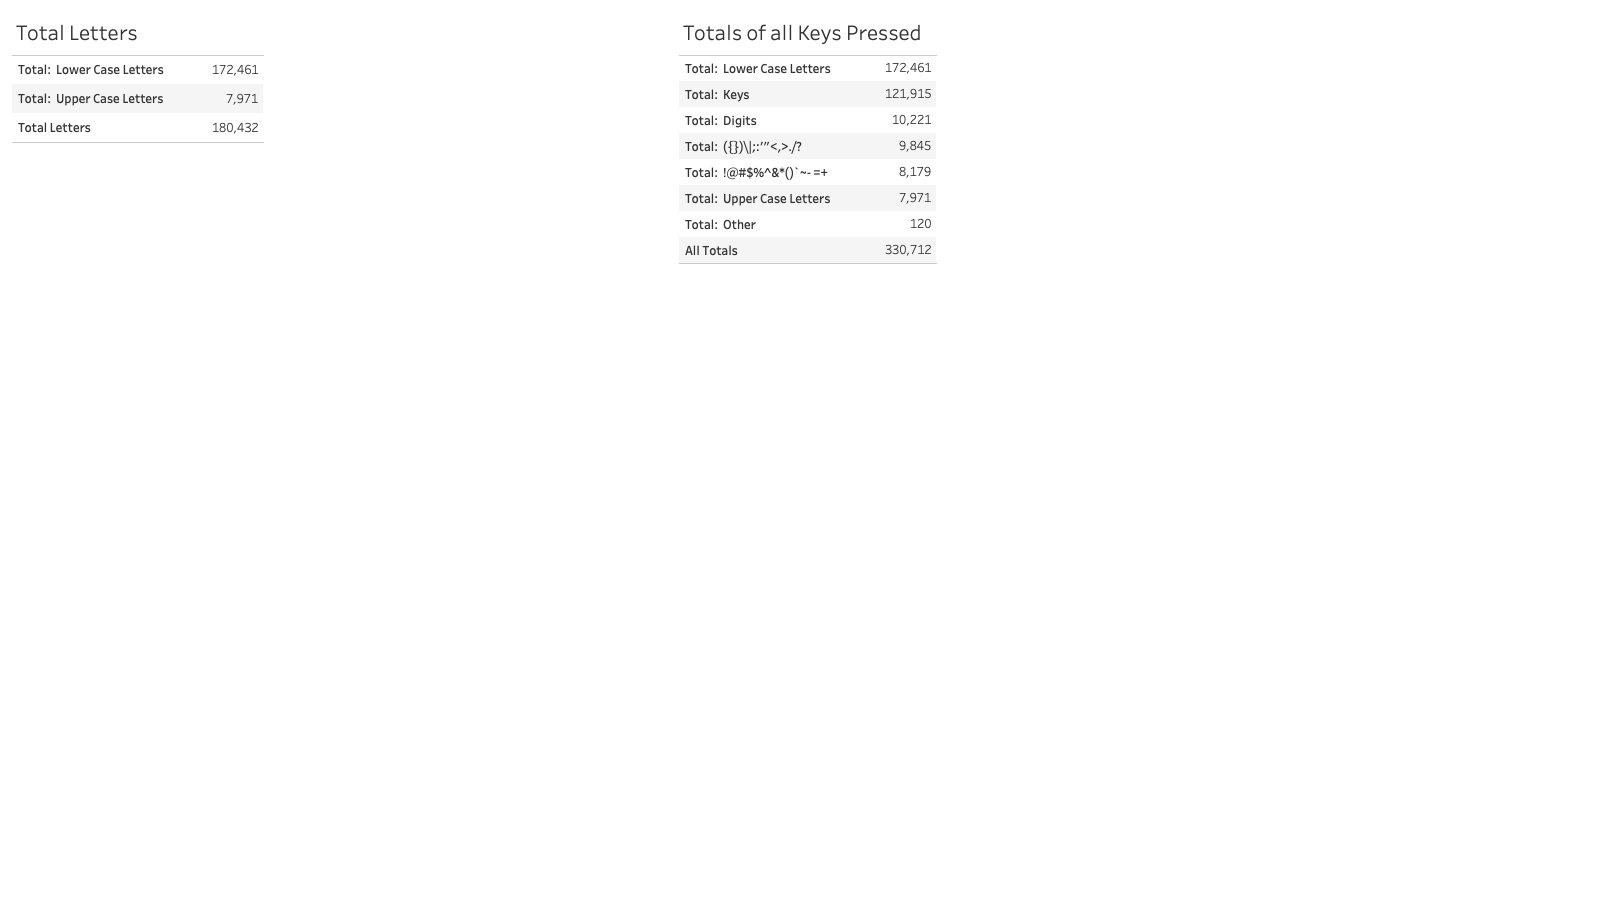 Total Letters
Total: Lower Case Letters 172,461
Total: Upper Case Letters 7,971
Total Letters 180,432
Totals of all Keys Pressed
Total: Lower Case Letters 172,461
Total: Keys 121,915
Total: Digits 10,221
Total: ({})\|;:'"<,>./? 9,845
Total: !@#$%^&*()`~-=+ 8,179
Total: Upper Case Letters 7,971
Total: Other 120
All Totals 330,712